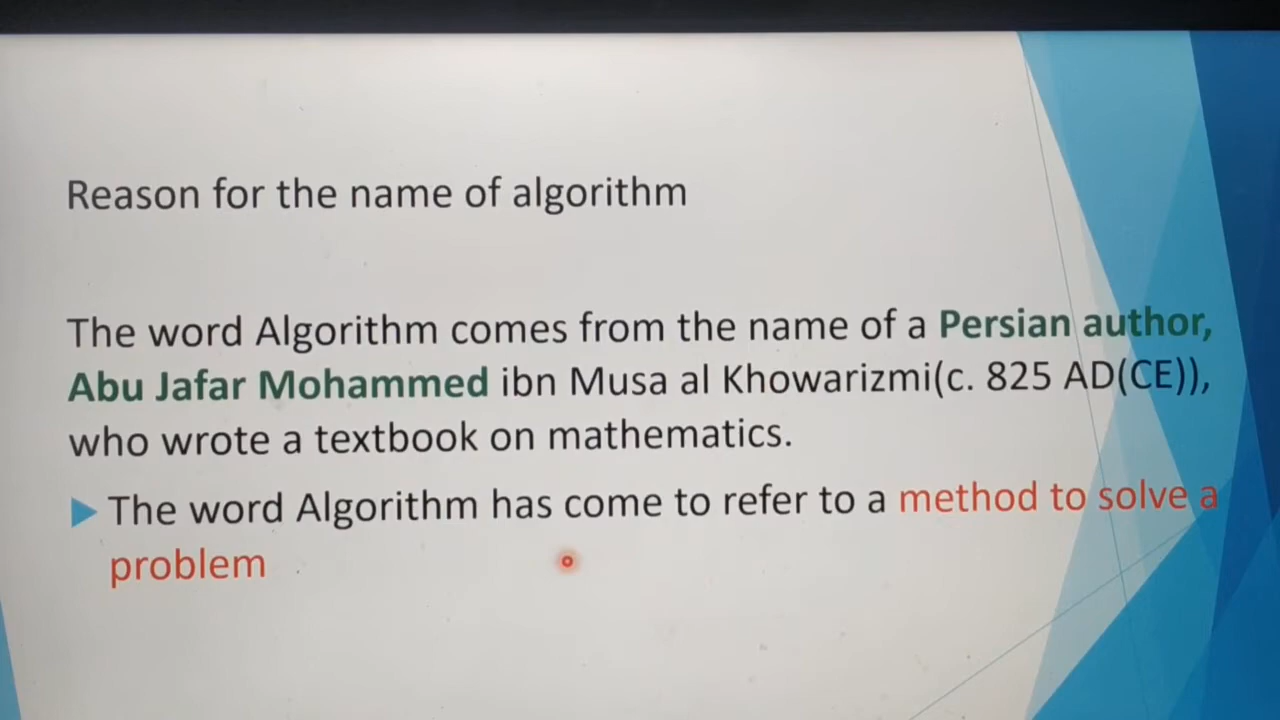 Reason for the name of algorithm
The word Algorithm comes from the name of a Persian author,
Abu Jafar Mohammed ibn Musa al Khowarizmi(c. 825 AD(CE)),
who wrote a textbook on mathematics.
The word Algorithm has come to refer to a method to solve a
problem